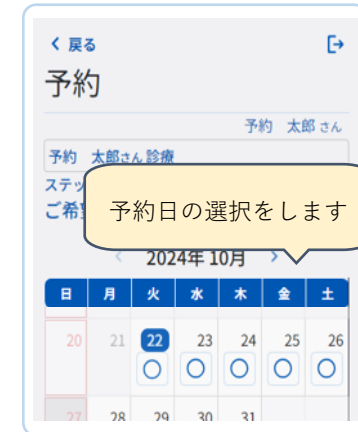 戻る
予約
予約 太郎さん
予約 太郎さん 診療
ステッ
ご希
予約日の選択をします
2024年 10月
日 月 火 水 木 金 土
20 21 22 23 24 25 26
27 28 29 30 31